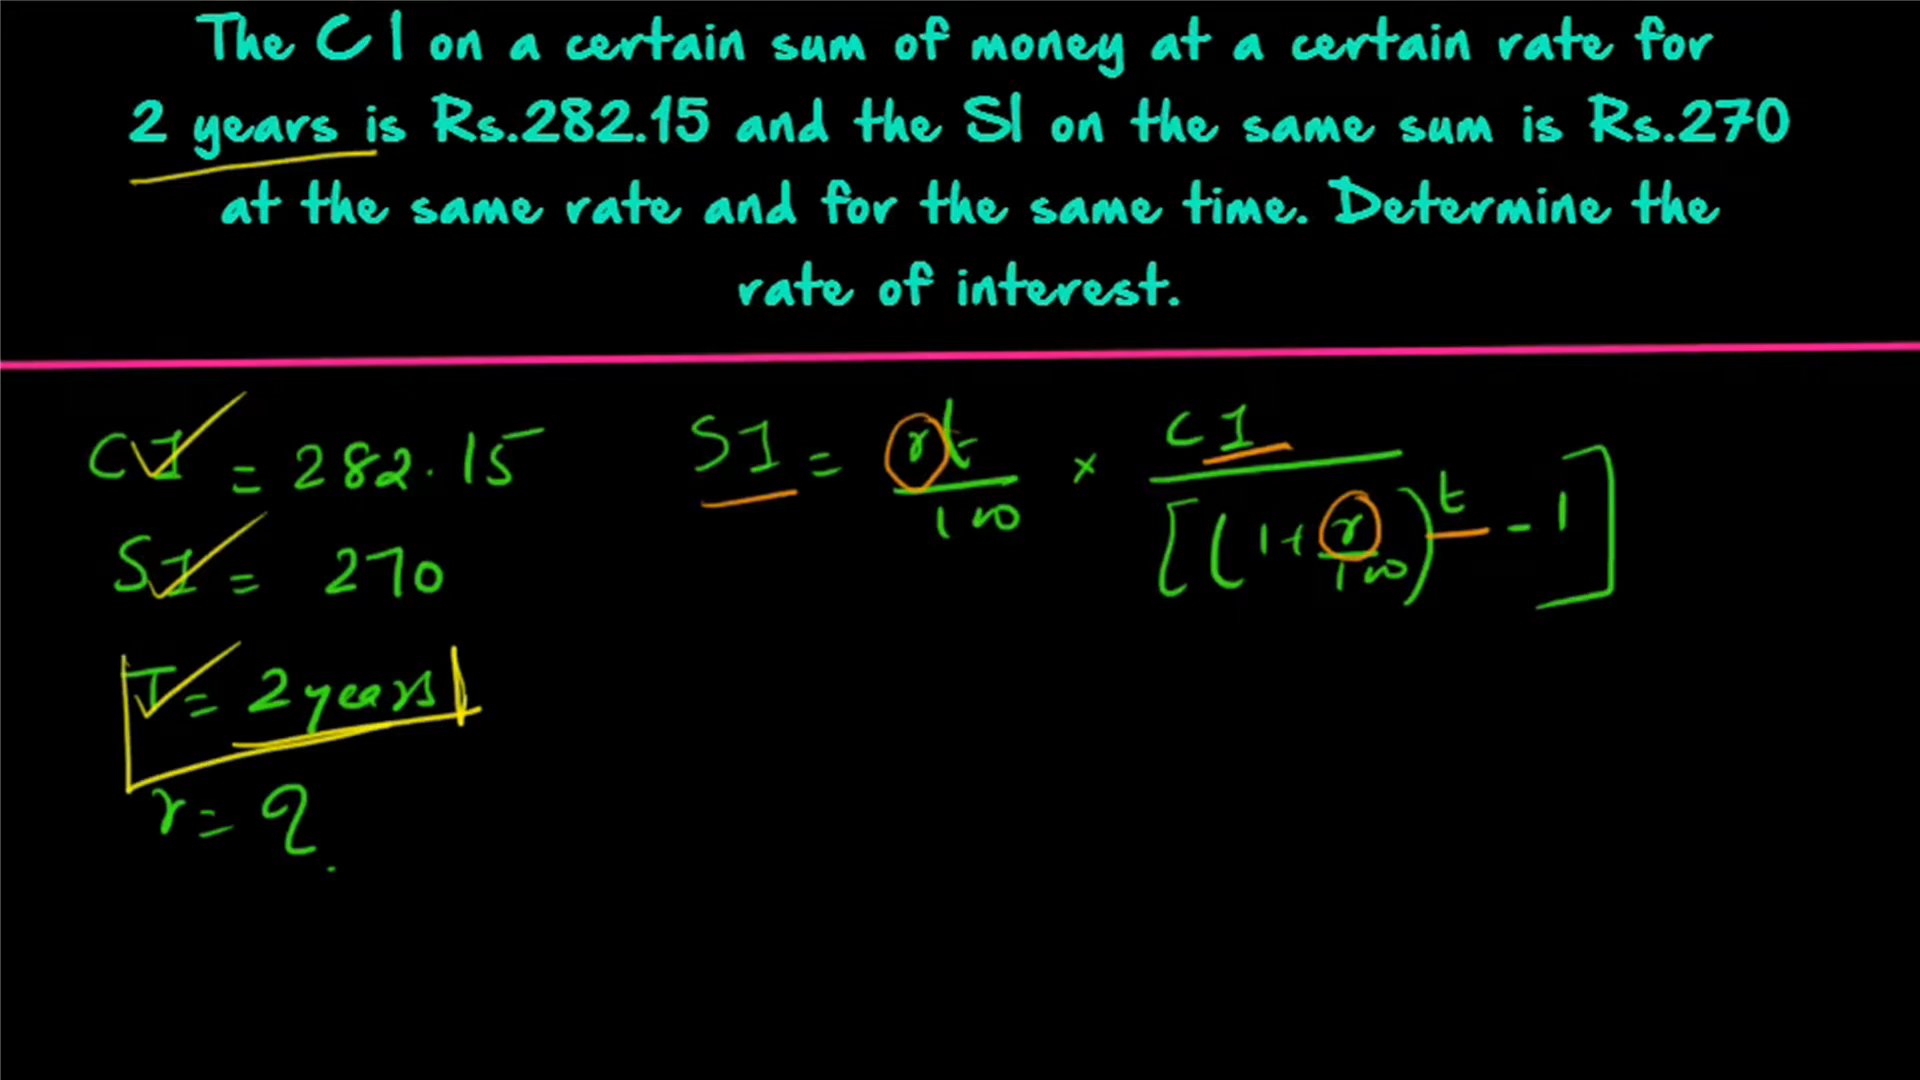 The CI on a certain sum of money at a certain rate for
2 years is Rs.282.15 and the SI on the same sum is Rs.270
at the same rate and for the same time. Determine the
rate of interest.
CI = 282.15
SI = 270
T = 2 years
r = ?
SI = rt/100 × CI/[(1+r/100)^t - 1]